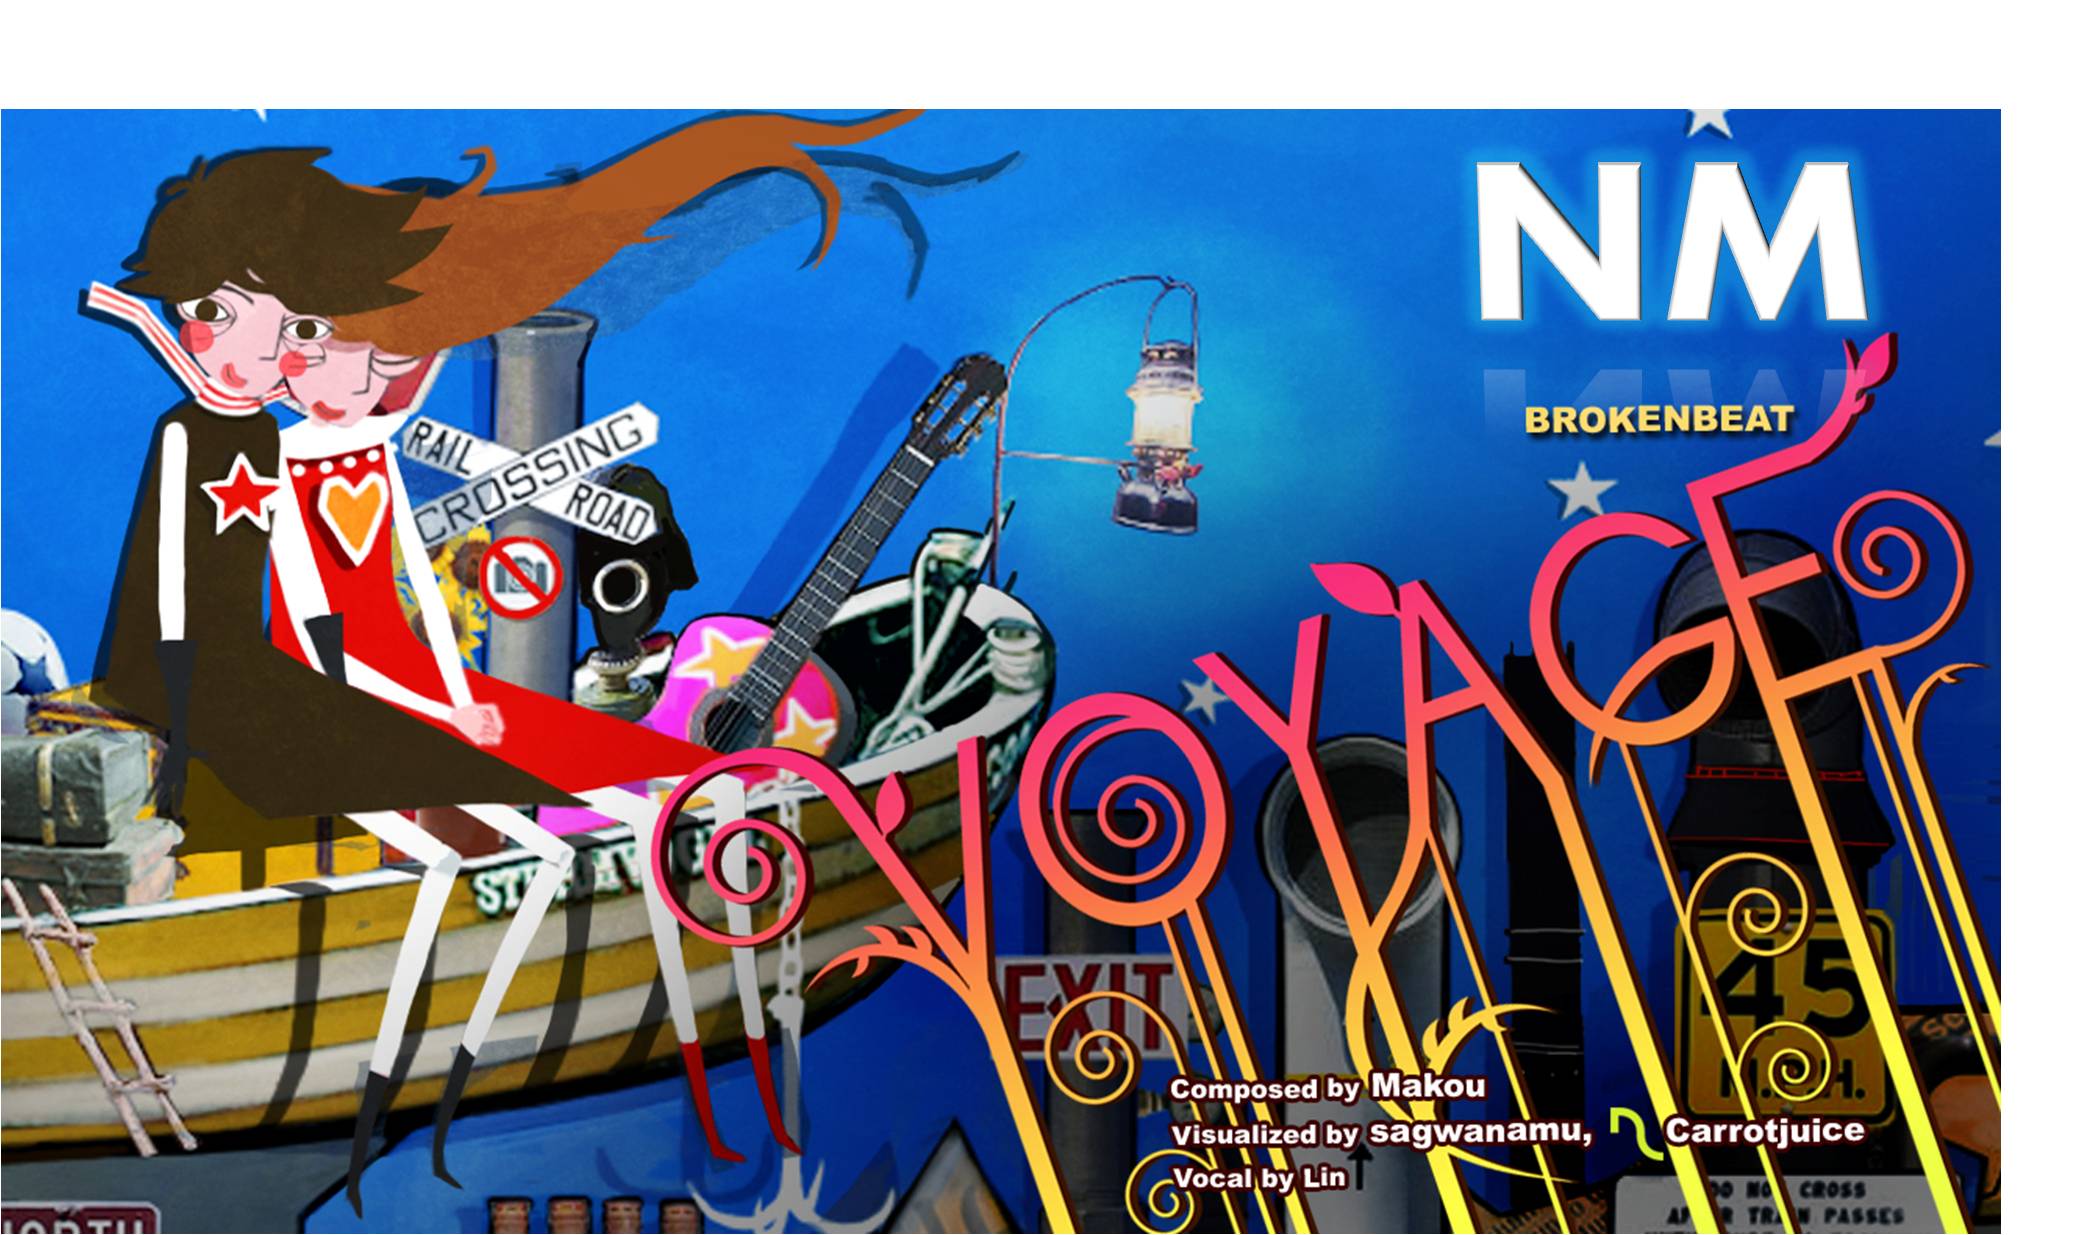 NM
BROKENBEAT
RAIL
CROSSING
ROAD
VOYAGE
EXIT
45
M.P.H.
Composed by Makou
Visualized by sagwanamu, Carrotjuice
Vocal by Lin
DO NOT CROSS
AFTER TRAIN PASSES
NORTH